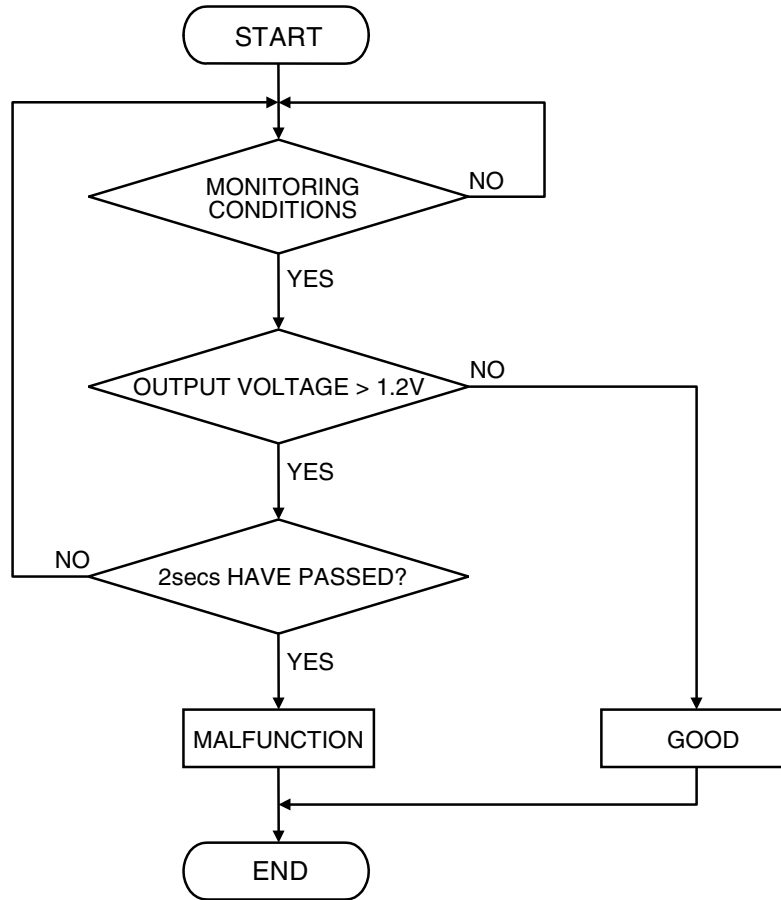 START
MONITORING
CONDITIONS
NO
YES
OUTPUT VOLTAGE > 1.2V
NO
YES
2secs HAVE PASSED?
NO
YES
MALFUNCTION
GOOD
END